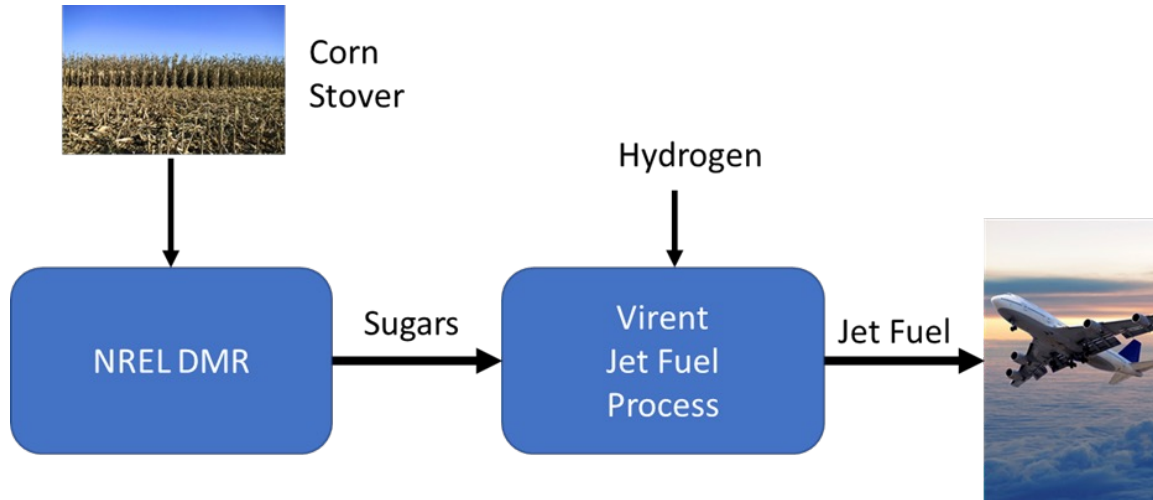 Corn
Stover
Hydrogen
NREL DMR
Sugars
Virent
Jet Fuel
Process
Jet Fuel